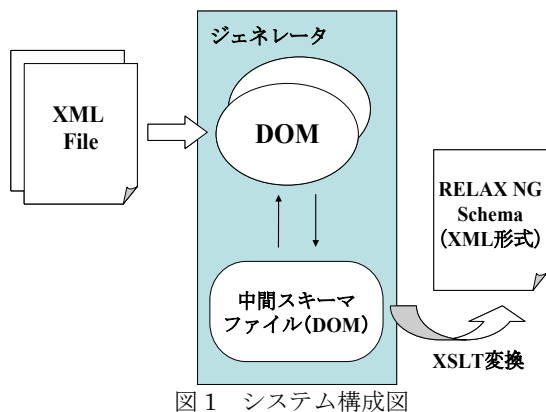 ジェネレータ
XML
File
DOM
RELAX NG
Schema
(XML形式)
中間スキーマ
ファイル(DOM)
XSLT変換
図 1　システム構成図